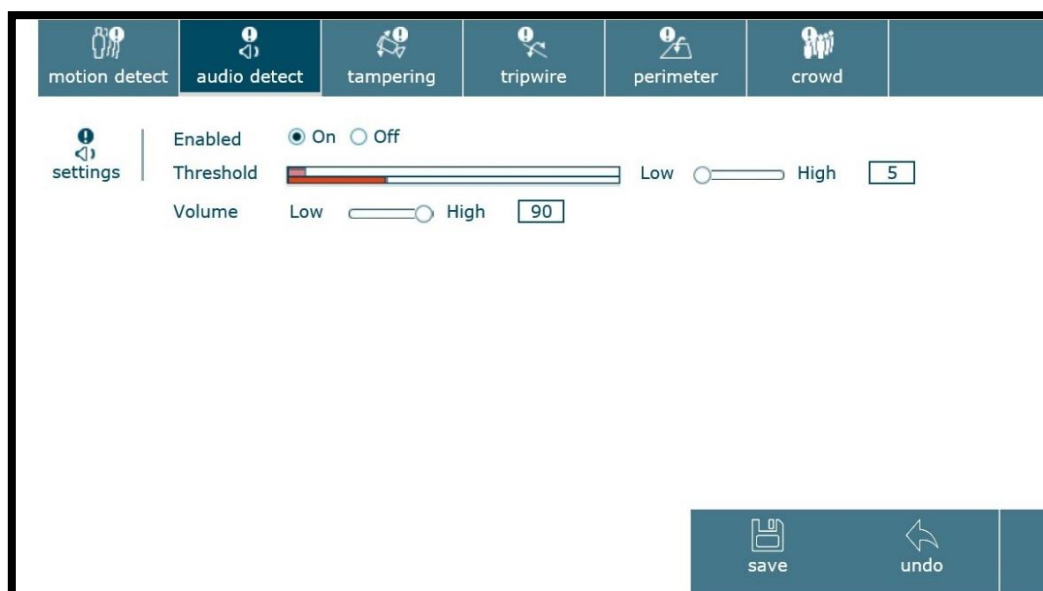 motion detect audio detect tampering tripwire perimeter crowd
settings
Enabled On Off
Threshold Low High 5
Volume Low High 90
save undo